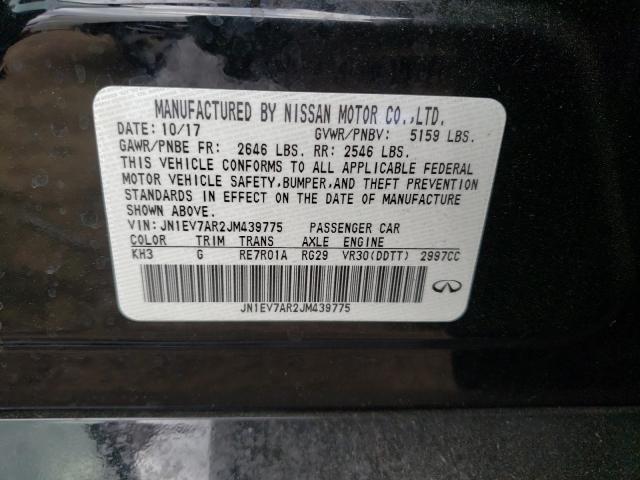 MANUFACTURED BY NISSAN MOTOR CO.,LTD.
DATE: 10/17 GVWR/PNBV: 5159 LBS.
GAWR/PNBE FR: 2646 LBS. RR: 2546 LBS.
THIS VEHICLE CONFORMS TO ALL APPLICABLE FEDERAL
MOTOR VEHICLE SAFETY,BUMPER,AND THEFT PREVENTION
STANDARDS IN EFFECT ON THE DATE OF MANUFACTURE
SHOWN ABOVE.
VIN: JN1EV7AR2JM439775 PASSENGER CAR
COLOR TRIM TRANS AXLE ENGINE
KH3 G RE7R01A RG29 VR30(DDTT) 2997CC
JN1EV7AR2JM439775